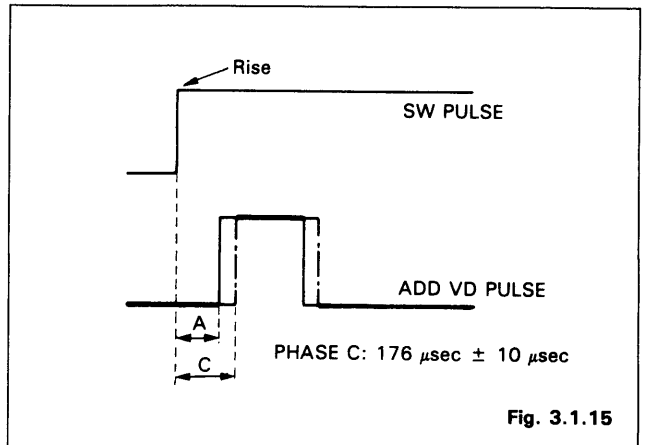 Rise
SW PULSE
ADD VD PULSE
A
PHASE C: 176 μsec ± 10 μsec
C
Fig. 3.1.15